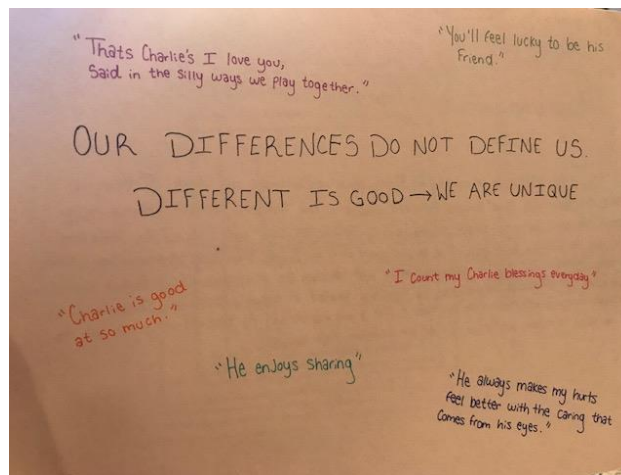 "Thats Charlie's I love you,
Said in the silly ways we play together."
"You'll feel lucky to be his
friend."
OUR DIFFERENCES DO NOT DEFINE US.
DIFFERENT IS GOOD → WE ARE UNIQUE
"I count my Charlie blessings everyday"
"Charlie is good
at so much."
"He enjoys sharing"
"He always makes my hurts
feel better with the caring that
comes from his eyes."